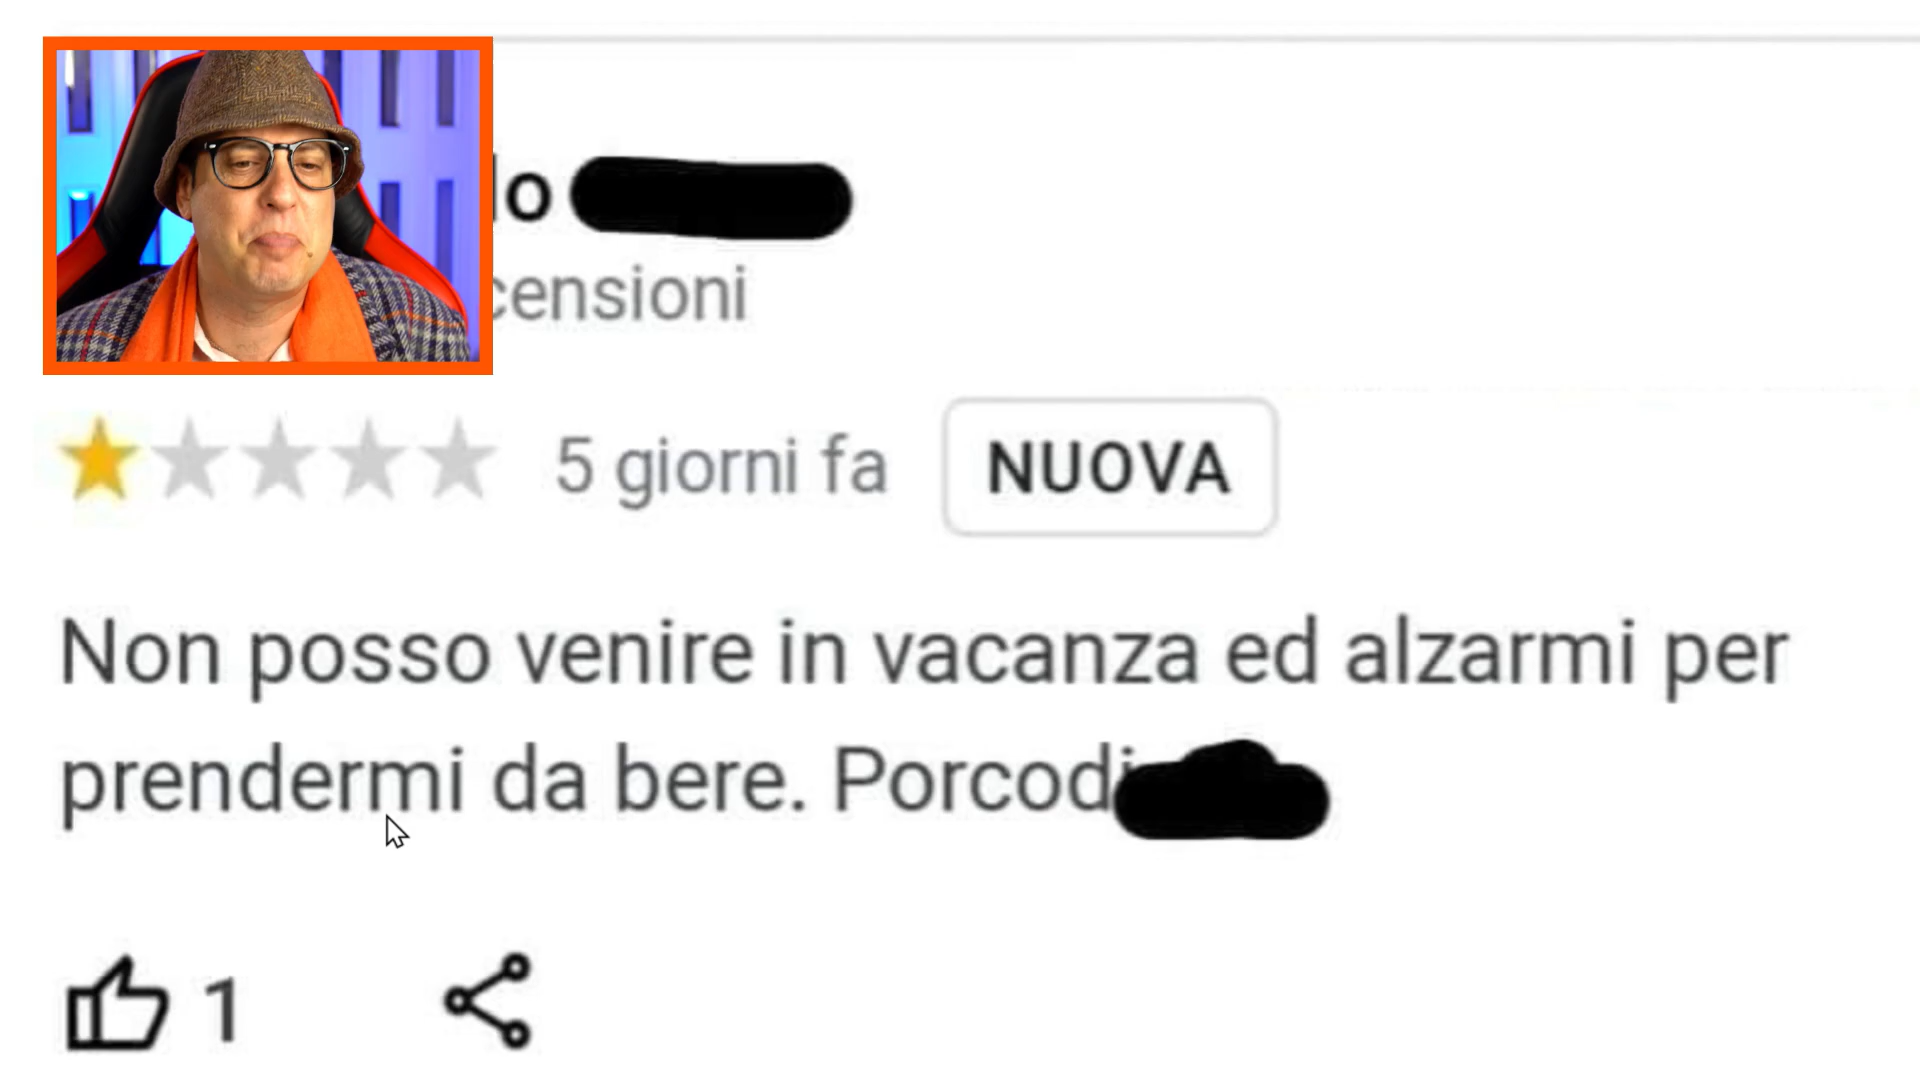 lo
censioni
5 giorni fa NUOVA
Non posso venire in vacanza ed alzarmi per
prendermi da bere. Porcodi
1